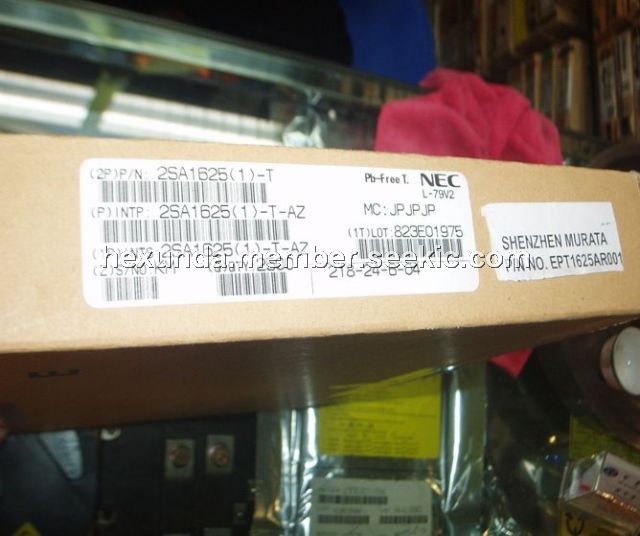 (2P)P/N: 2SA1625(1)-T
Pb-Free T. NEC
L-79V2
(P)INTP: 2SA1625(1)-T-AZ
MC: JPJPJP
2SA1625(1)-T-AZ
(1T)LOT: 823E01975
218-24-6-04
SHENZHEN MURATA
P/N NO. EPT1625AR001
hexunda.member.seekic.com